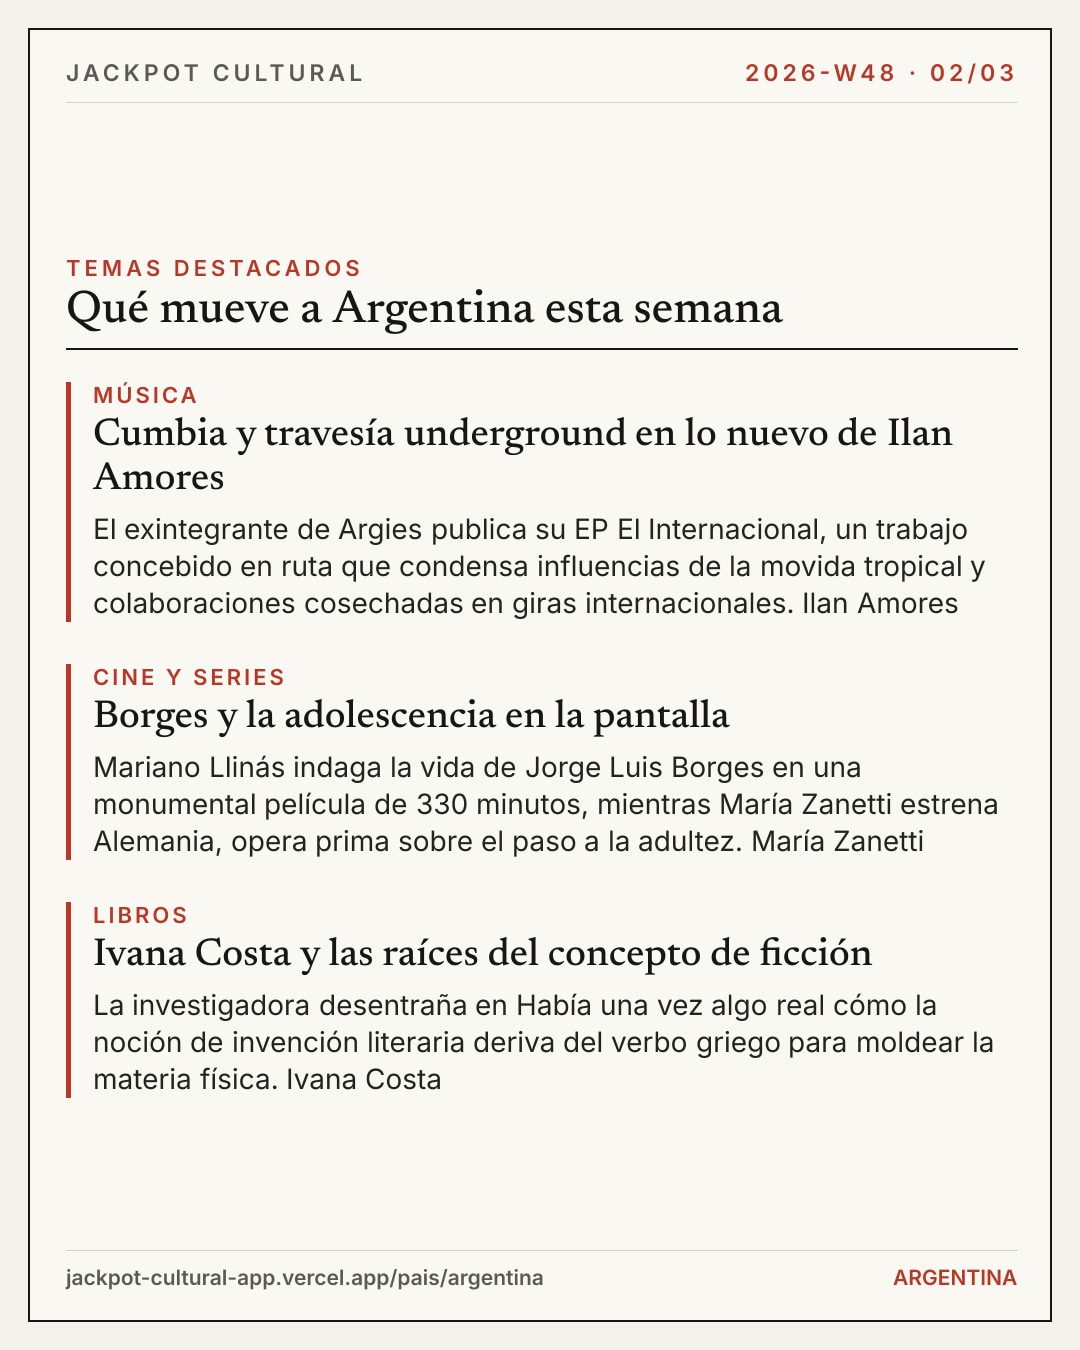 JACKPOT CULTURAL
2026-W48 · 02/03
TEMAS DESTACADOS
Qué mueve a Argentina esta semana
MÚSICA
Cumbia y travesía underground en lo nuevo de Ilan
Amores
El exintegrante de Argies publica su EP El Internacional, un trabajo
concebido en ruta que condensa influencias de la movida tropical y
colaboraciones cosechadas en giras internacionales. Ilan Amores
CINE Y SERIES
Borges y la adolescencia en la pantalla
Mariano Llinás indaga la vida de Jorge Luis Borges en una
monumental película de 330 minutos, mientras María Zanetti estrena
Alemania, opera prima sobre el paso a la adultez. María Zanetti
LIBROS
Ivana Costa y las raíces del concepto de ficción
La investigadora desentraña en Había una vez algo real cómo la
noción de invención literaria deriva del verbo griego para moldear la
materia física. Ivana Costa
jackpot-cultural-app.vercel.app/pais/argentina
ARGENTINA